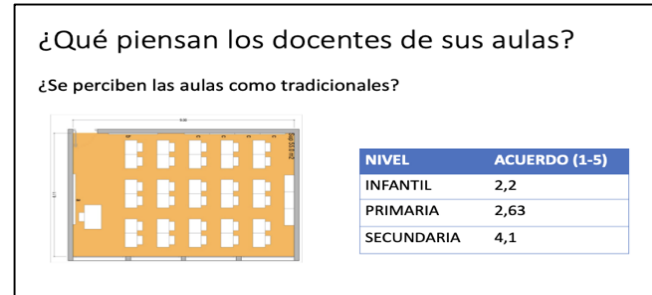 ¿Qué piensan los docentes de sus aulas?
¿Se perciben las aulas como tradicionales?
NIVEL ACUERDO (1-5)
INFANTIL 2,2
PRIMARIA 2,63
SECUNDARIA 4,1